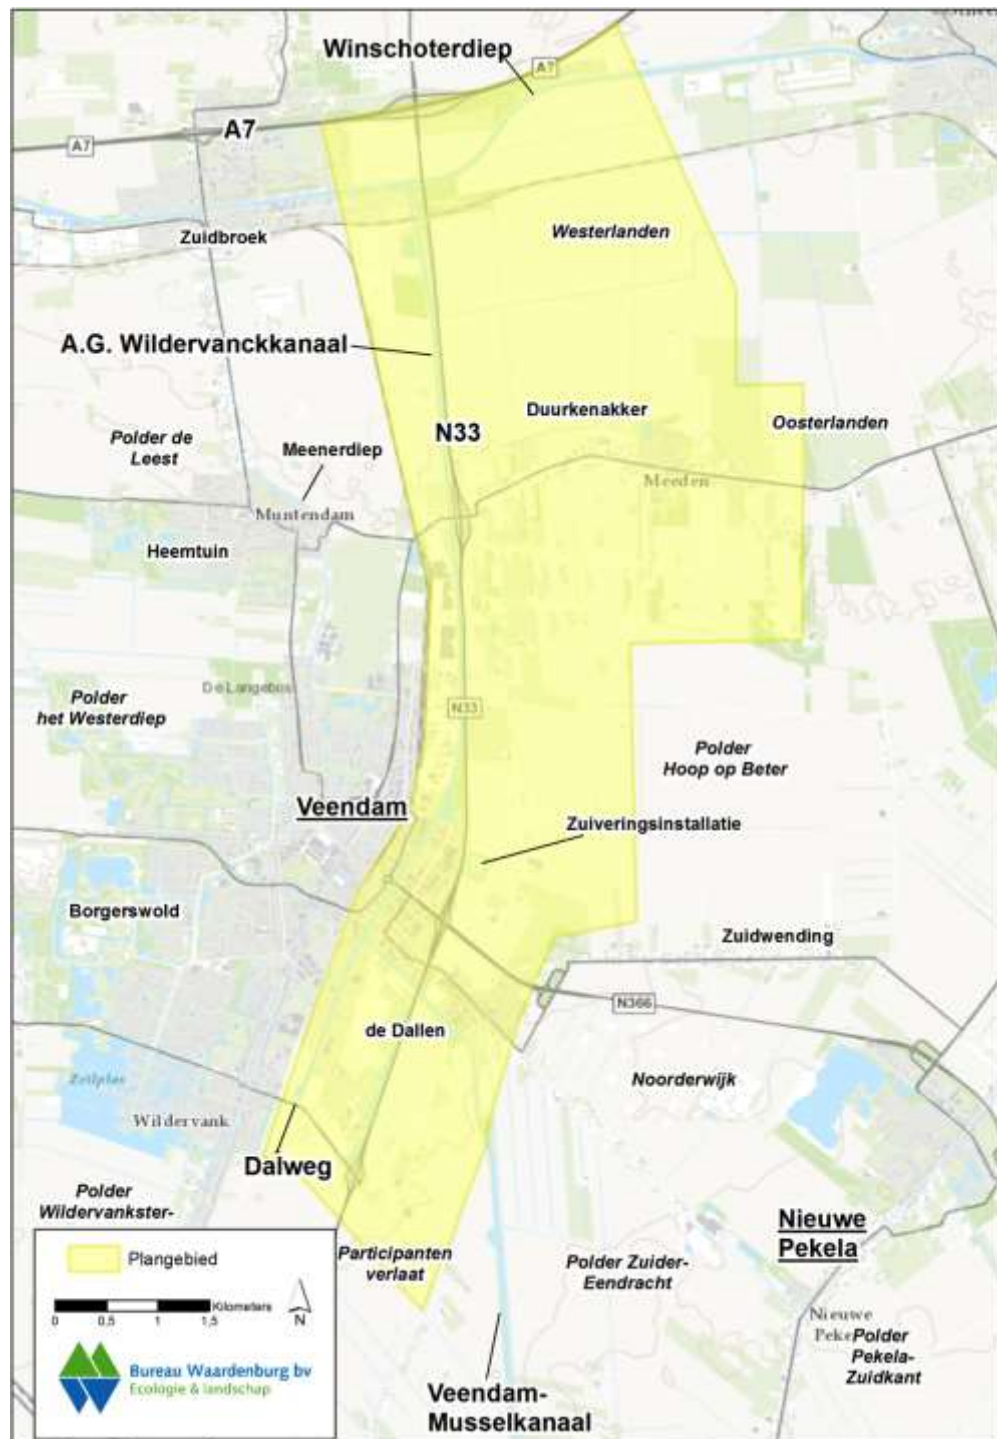 Winschoterdiep
A7
A7
A7
Zuidbroek
Westerlanden
A.G. Wildervanckkanaal
Duurkenakker
N33
Oosterlanden
Polder de
Leest
Meenerdiep
Meeden
Muntendam
Heemtuin
De Langebos
Polder
het Westerdiep
N33
Polder
Hoop op Beter
Veendam
Zuiveringsinstallatie
Borgerswold
Zuidwending
N366
de Dallen
Noorderwijk
Zeilplas
Wildervank
Dalweg
Polder
Wildervankster-
Nieuwe
Pekela
Participanten
verlaat
Polder Zuider-
Eendracht
Nieuwe
Polder
Pekela-
Zuidkant
Veendam-
Musselkanaal
Plangebied
Kilometers
0 0,5 1 1,5
N
Bureau Waardenburg bv
Ecologie & landschap